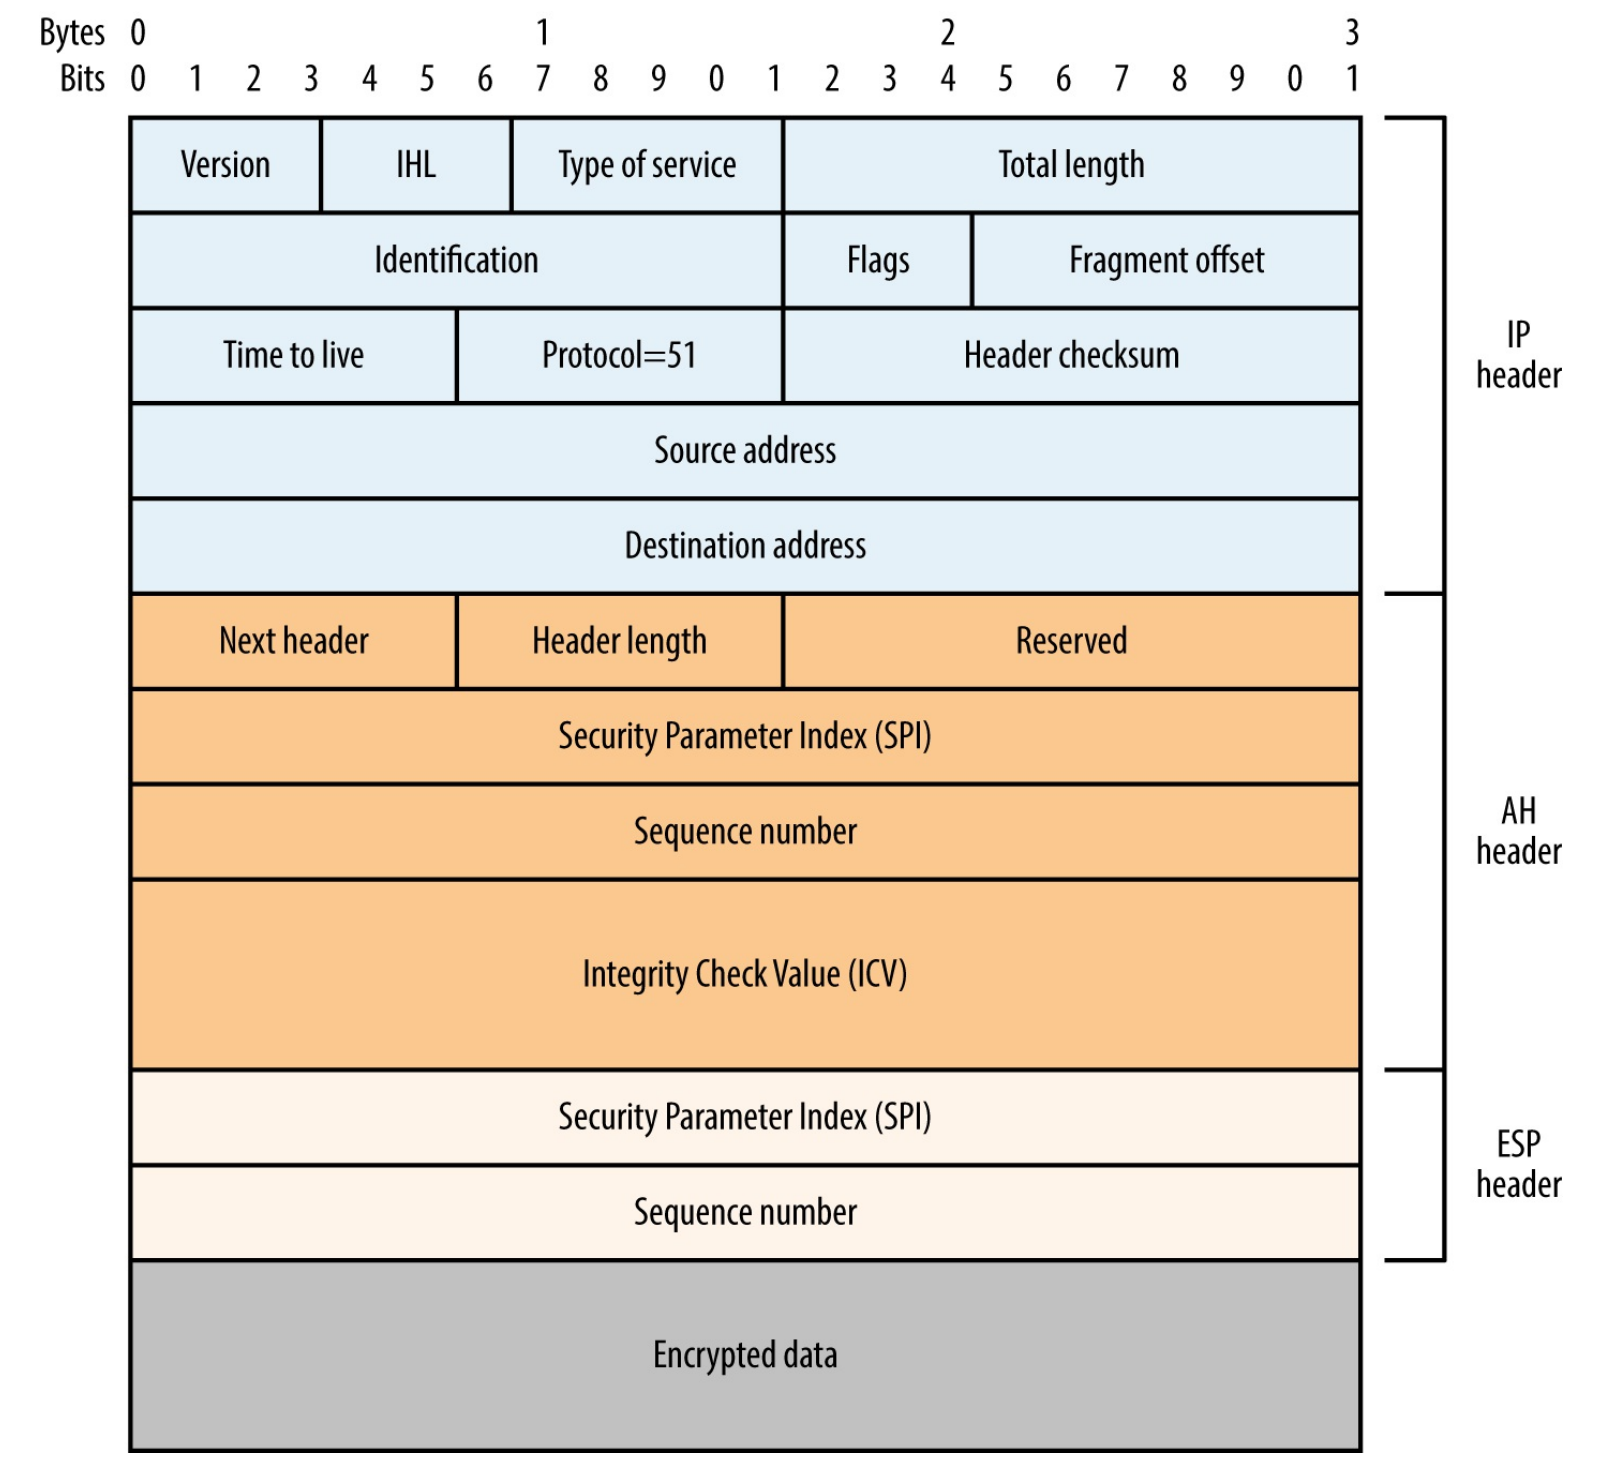 Bytes 0 1 2 3
Bits 0 1 2 3 4 5 6 7 8 9 0 1 2 3 4 5 6 7 8 9 0 1
Version IHL Type of service Total length
Identification Flags Fragment offset
Time to live Protocol=51 Header checksum
Source address
Destination address
IP
header
Next header Header length Reserved
Security Parameter Index (SPI)
Sequence number
Integrity Check Value (ICV)
AH
header
Security Parameter Index (SPI)
Sequence number
ESP
header
Encrypted data